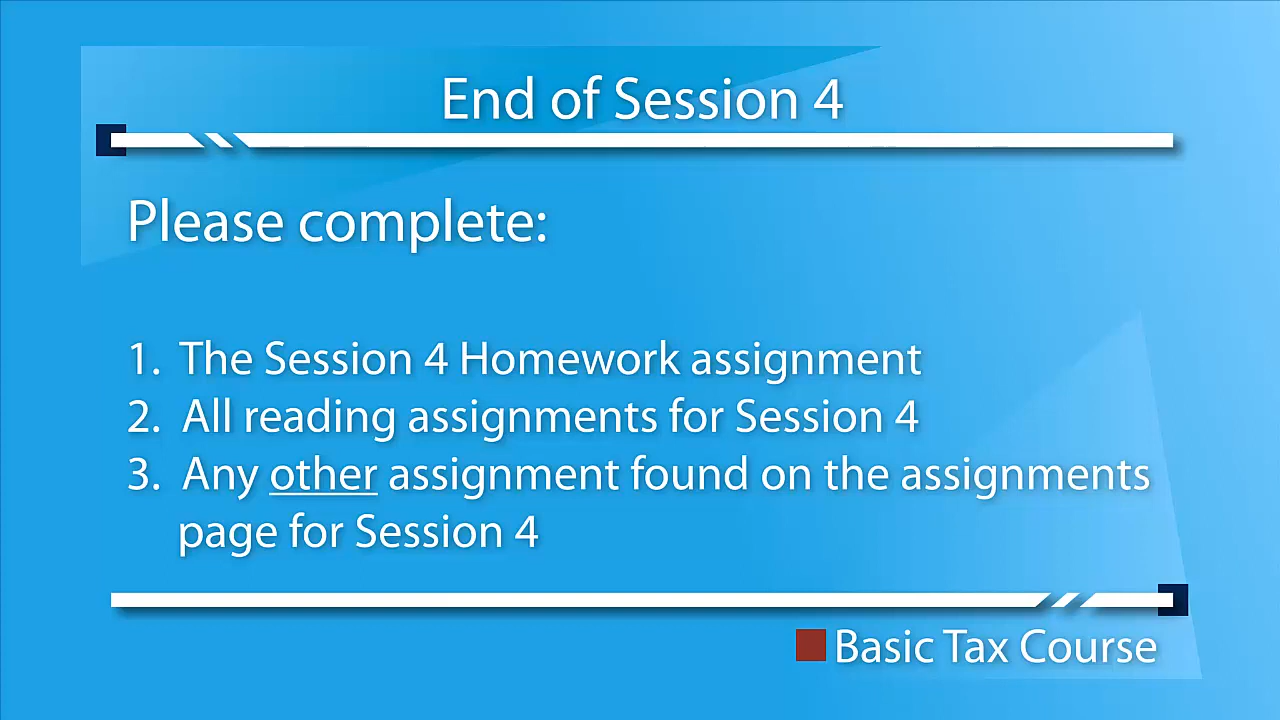 End of Session 4
Please complete:
1. The Session 4 Homework assignment
2. All reading assignments for Session 4
3. Any other assignment found on the assignments
page for Session 4
Basic Tax Course